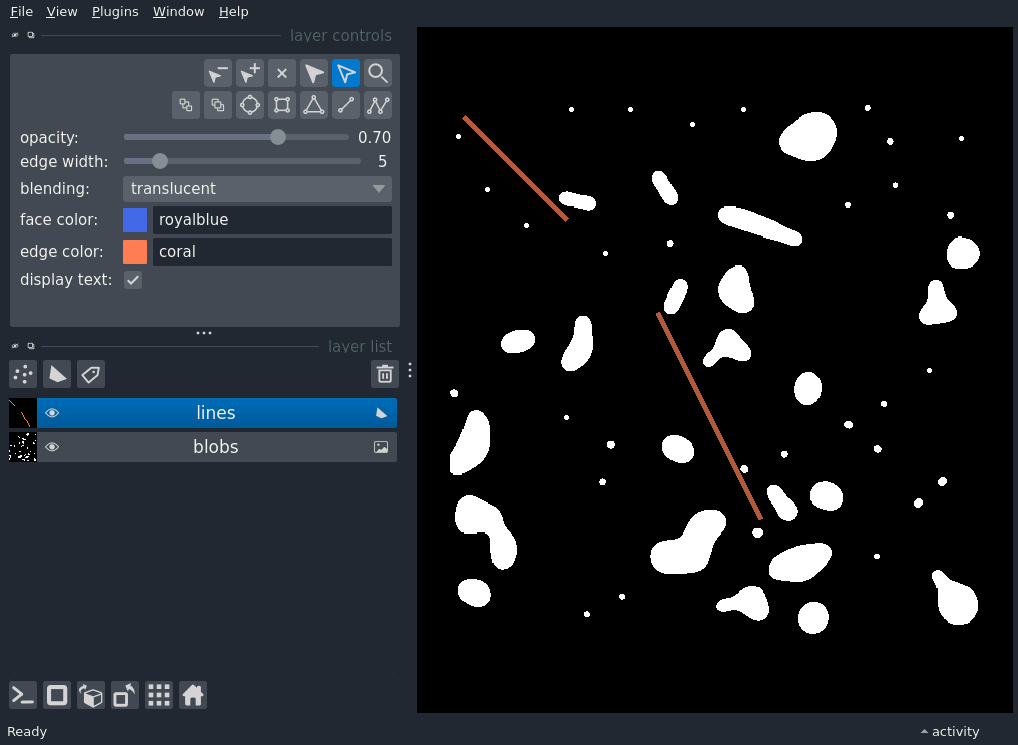 File View Plugins Window Help
layer controls
opacity: 0.70
edge width: 5
blending: translucent
face color: royalblue
edge color: coral
display text:
layer list
lines
blobs
Ready activity